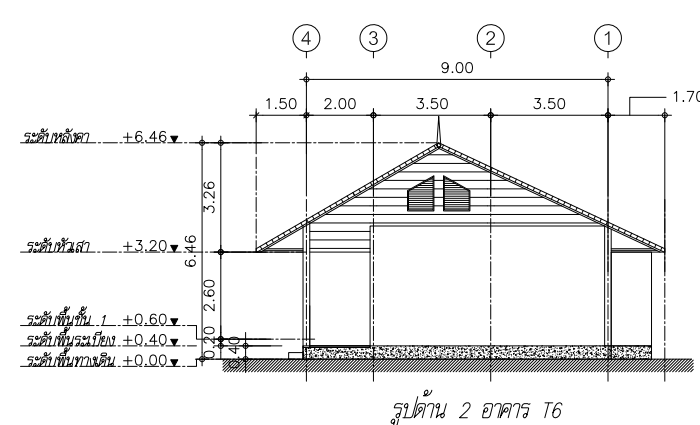 4 3 2 1
9.00
1.50 2.00 3.50 3.50 1.70
ระดับหลังคา +6.46
3.26
6.46
ระดับหัวเสา +3.20
2.60
ระดับพื้นชั้น 1 +0.60
ระดับพื้นระเบียง +0.40
0.20 0.40
ระดับพื้นทางเดิน +0.00
รูปด้าน 2 อาคาร T6